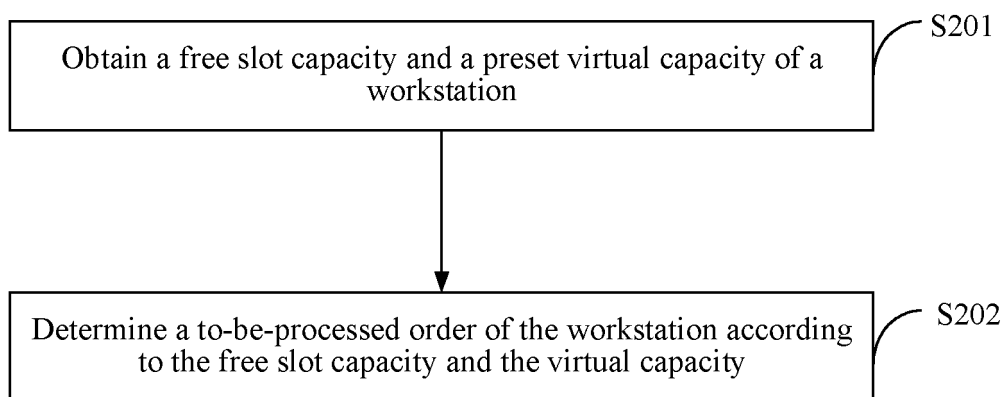 S201
Obtain a free slot capacity and a preset virtual capacity of a
workstation
S202
Determine a to-be-processed order of the workstation according
to the free slot capacity and the virtual capacity